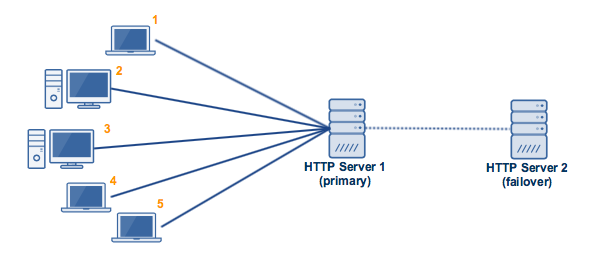 1
2
3
4
5
HTTP Server 1
(primary)
HTTP Server 2
(failover)